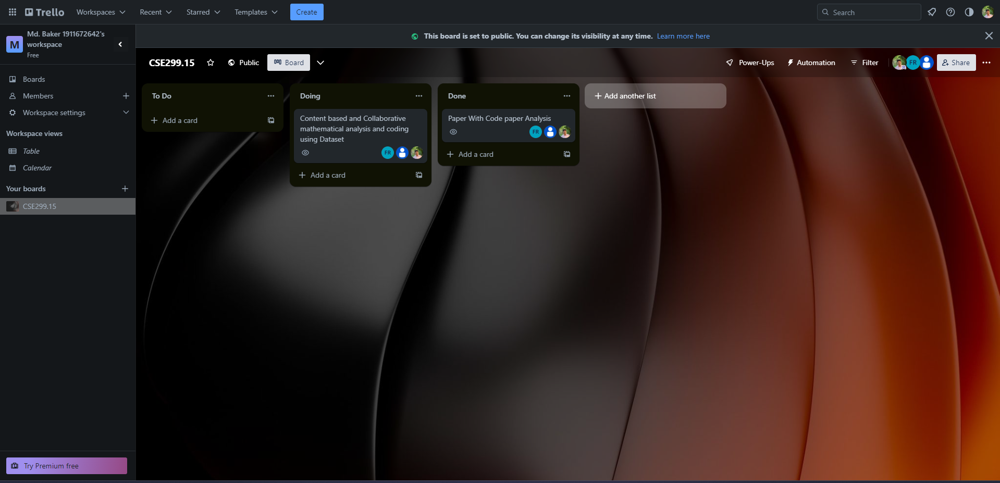 Trello
Workspaces
Recent
Starred
Templates
Create
Search
M
Md. Baker 1911672642's
workspace
Free
This board is set to public. You can change its visibility at any time. Learn more here
CSE299.15
Public
Board
Power-Ups
Automation
Filter
FR
Share
Boards
Members
Workspace settings
Workspace views
Table
Calendar
Your boards
CSE299.15
Try Premium free
To Do
Add a card
Doing
Content based and Collaborative
mathematical analysis and coding
using Dataset
FR
Add a card
Done
Paper With Code paper Analysis
FR
Add a card
Add another list